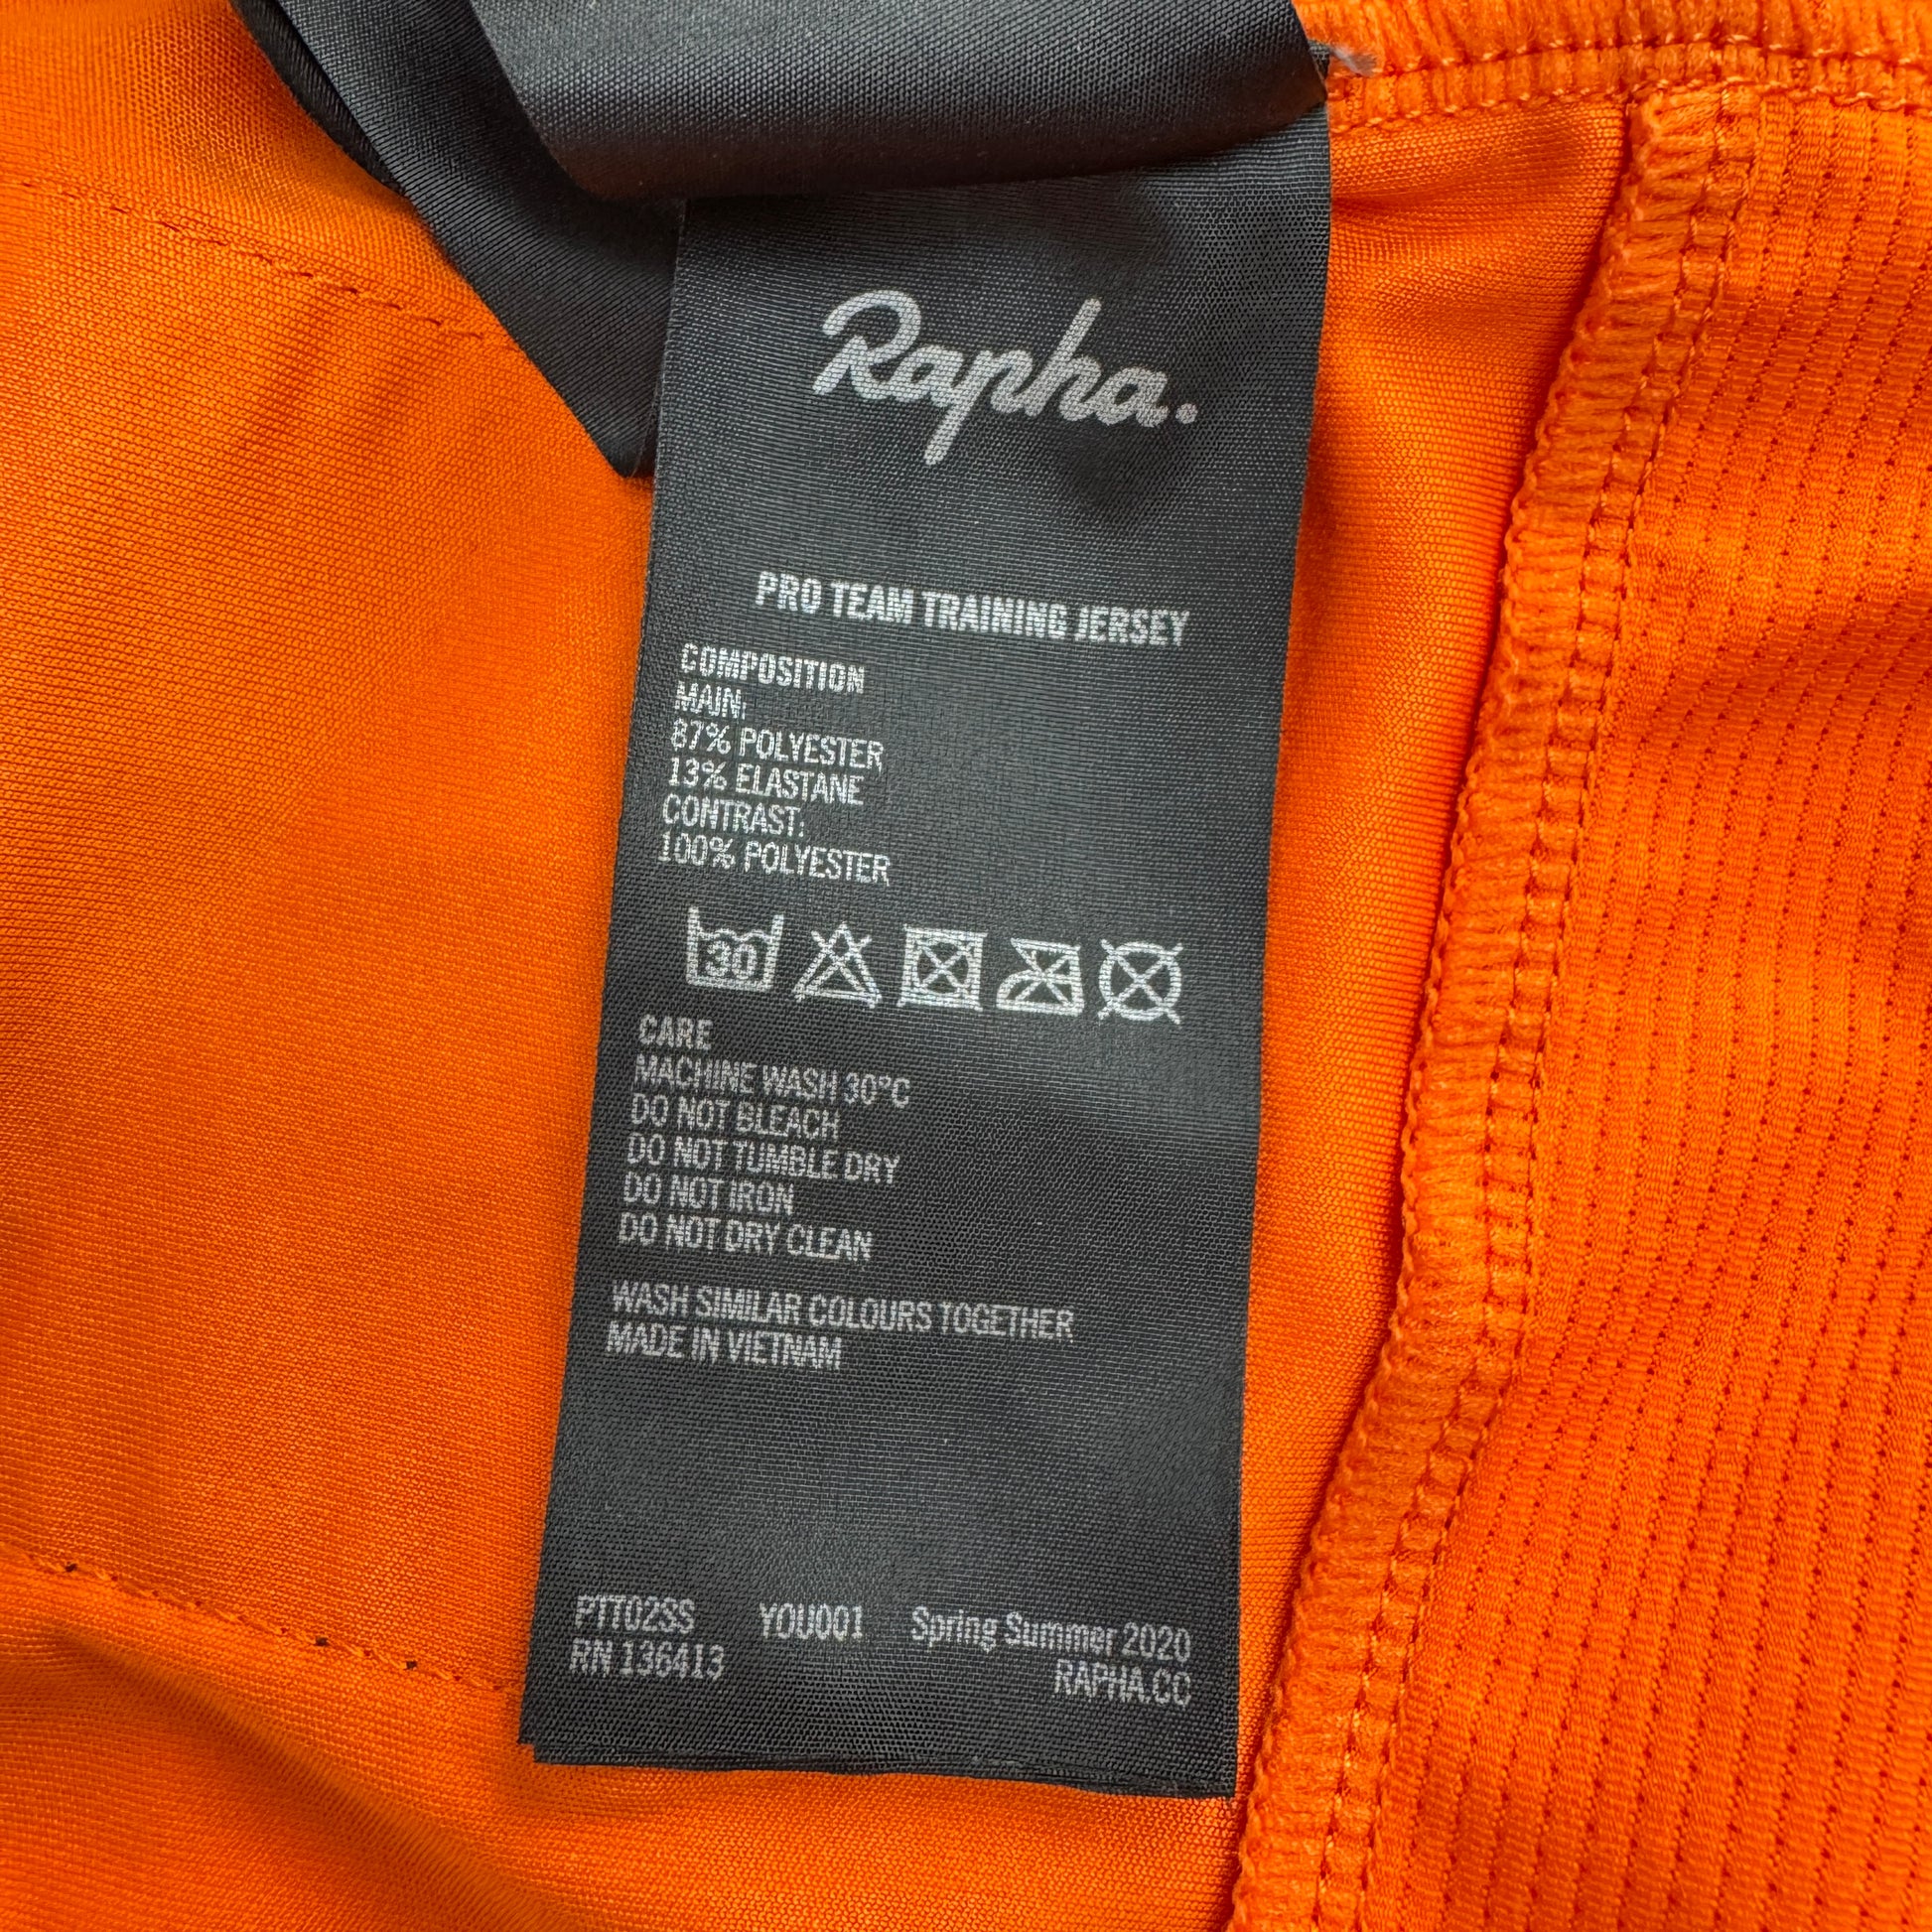 Rapha.
PRO TEAM TRAINING JERSEY
COMPOSITION
MAIN:
87% POLYESTER
13% ELASTANE
CONTRAST:
100% POLYESTER
30
CARE
MACHINE WASH 30°C
DO NOT BLEACH
DO NOT TUMBLE DRY
DO NOT IRON
DO NOT DRY CLEAN
WASH SIMILAR COLOURS TOGETHER
MADE IN VIETNAM
PTT02SS YOU001 Spring Summer 2020
RN 136413 RAPHA.CC